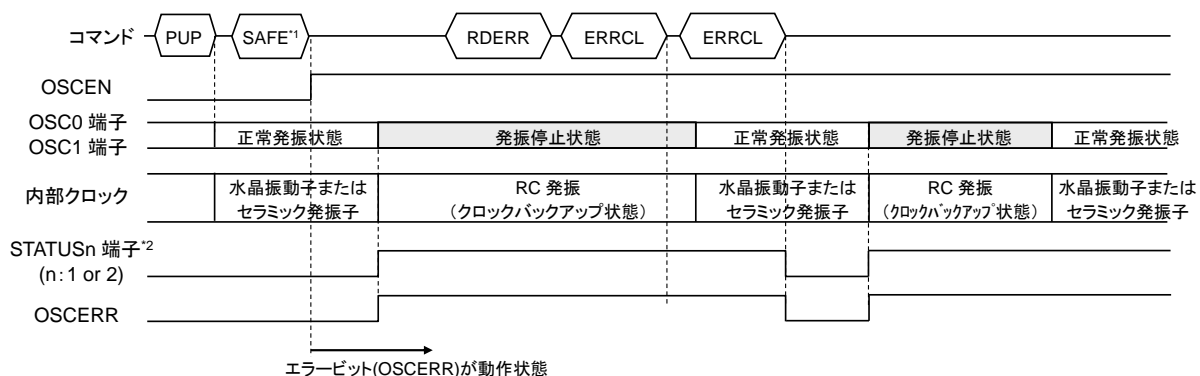 コマンド PUP SAFE*1 RDERR ERRCL ERRCL
OSCEN
OSC0 端子
OSC1 端子
正常発振状態 発振停止状態 正常発振状態 発振停止状態 正常発振状態
内部クロック
水晶振動子または
セラミック発振子
RC 発振
(クロックバックアップ状態)
水晶振動子または
セラミック発振子
RC 発振
(クロックバックアップ状態)
水晶振動子または
セラミック発振子
STATUSn 端子*2
(n:1 or 2)
OSCERR
エラービット(OSCERR)が動作状態